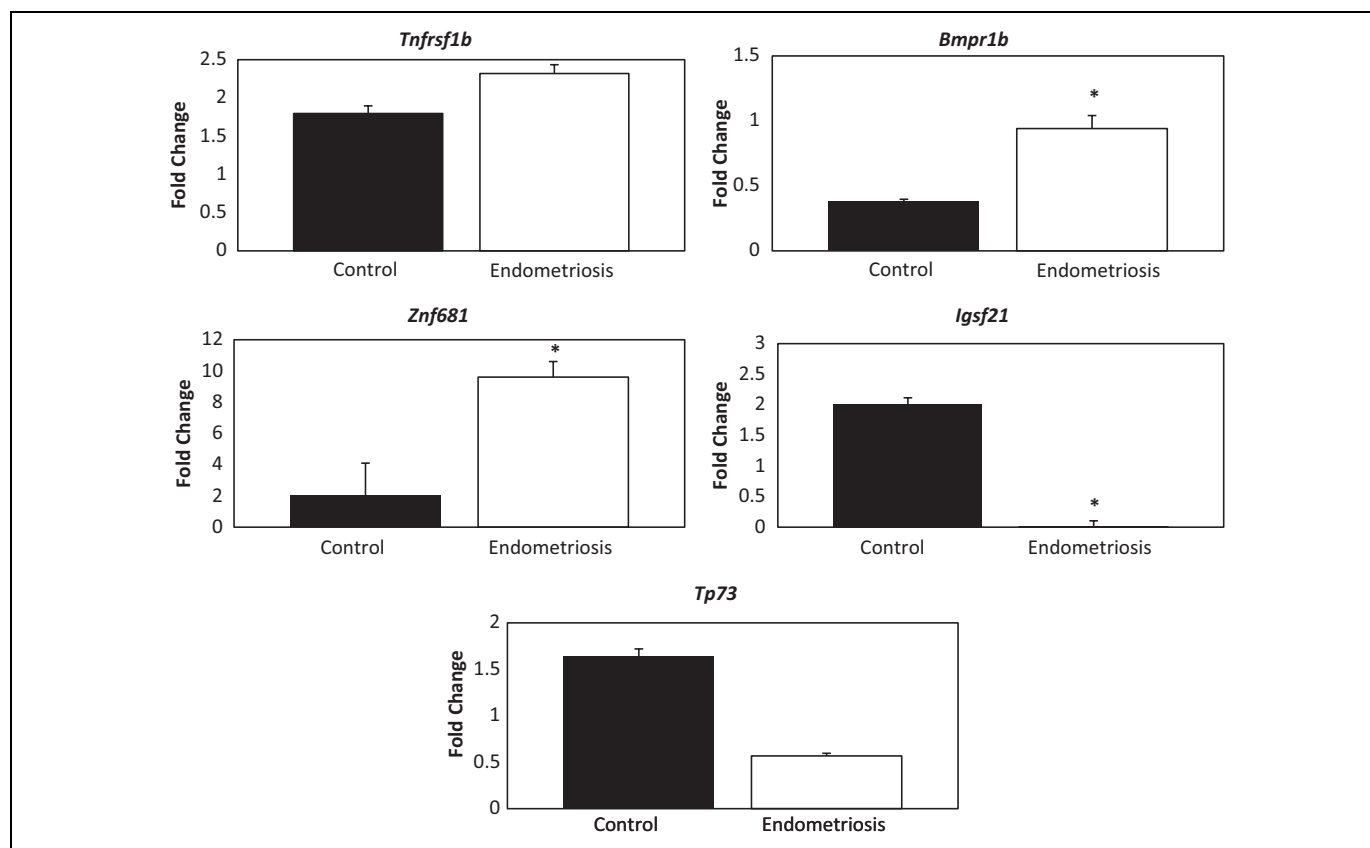 Tnfrsf1b
Fold Change
2.5
2
1.5
1
0.5
0
Control Endometriosis
Bmpr1b
Fold Change
1.5
1
0.5
0
*
Control Endometriosis
Znf681
Fold Change
12
10
8
6
4
2
0
*
Control Endometriosis
Igsf21
Fold Change
3
2.5
2
1.5
1
0.5
0
*
Control Endometriosis
Tp73
Fold Change
2
1.5
1
0.5
0
Control Endometriosis